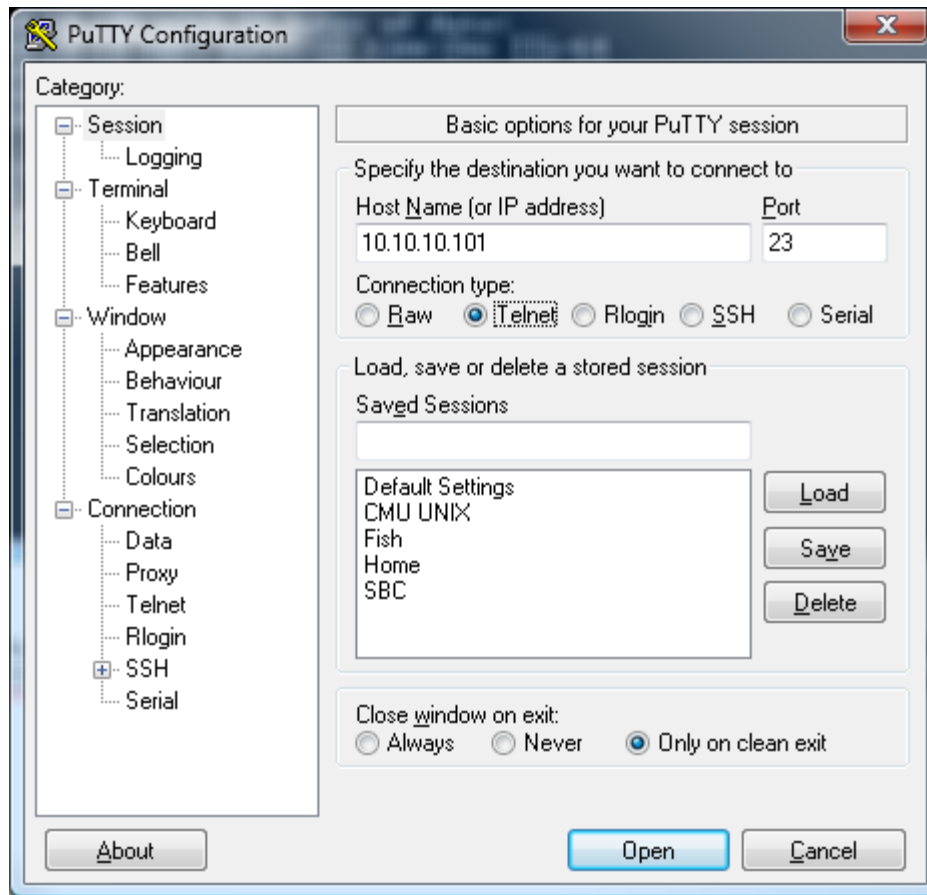 PuTTY Configuration
Category:
Session
Logging
Terminal
Keyboard
Bell
Features
Window
Appearance
Behaviour
Translation
Selection
Colours
Connection
Data
Proxy
Telnet
Rlogin
SSH
Serial
Basic options for your PuTTY session
Specify the destination you want to connect to
Host Name (or IP address) Port
10.10.10.101 23
Connection type:
Raw Telnet Rlogin SSH Serial
Load, save or delete a stored session
Saved Sessions
Default Settings
CMU UNIX
Fish
Home
SBC
Load
Save
Delete
Close window on exit:
Always Never Only on clean exit
About Open Cancel